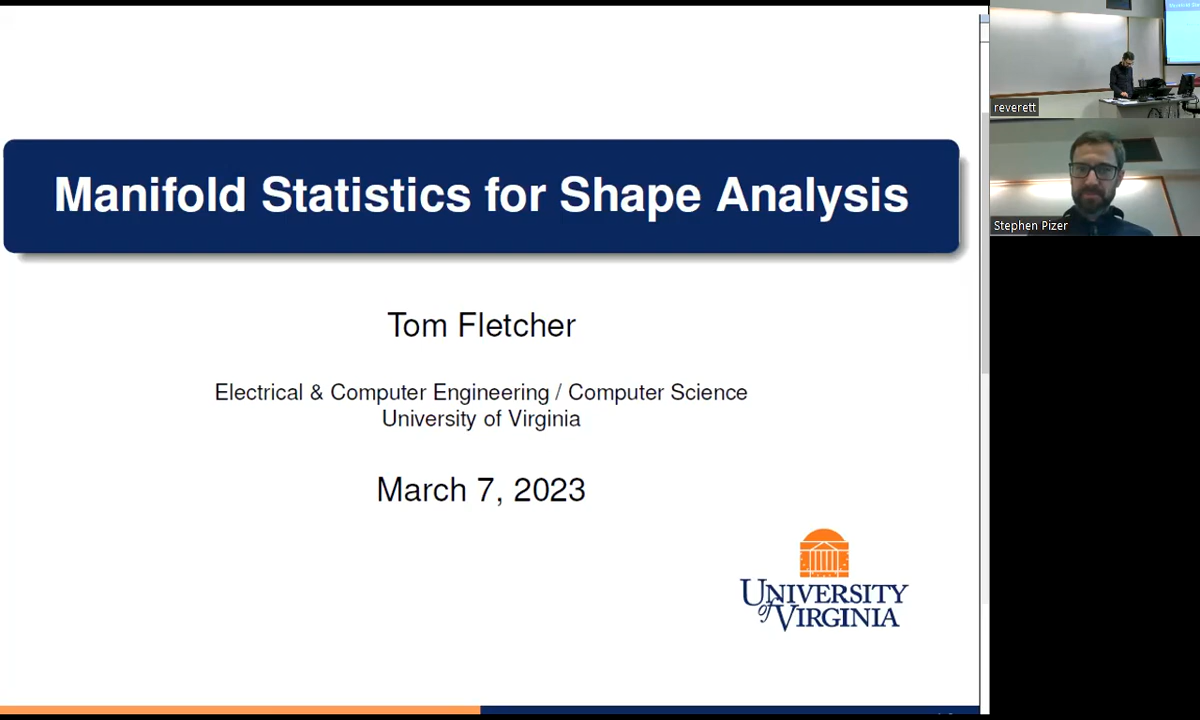 Manifold Statistics for Shape Analysis
Tom Fletcher
Electrical & Computer Engineering / Computer Science
University of Virginia
March 7, 2023
UNIVERSITY
of VIRGINIA
reverett
Stephen Pizer